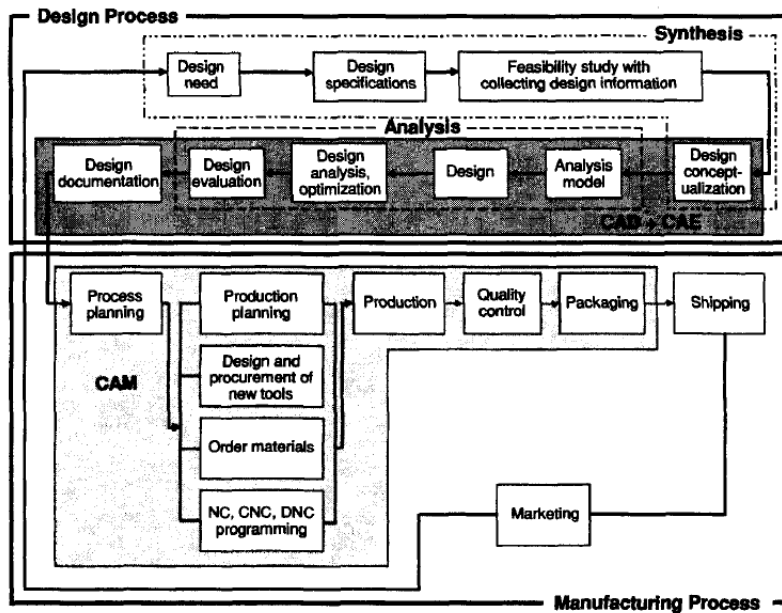 Design Process
Synthesis
Design
need
Design
specifications
Feasibility study with
collecting design information
Analysis
Design
documentation
Design
evaluation
Design
analysis,
optimization
Design
Analysis
model
Design
concept-
ualization
CAD + CAE
Process
planning
Production
planning
Production
Quality
control
Packaging
Shipping
CAM
Design and
procurement of
new tools
Order materials
NC, CNC, DNC
programming
Marketing
Manufacturing Process